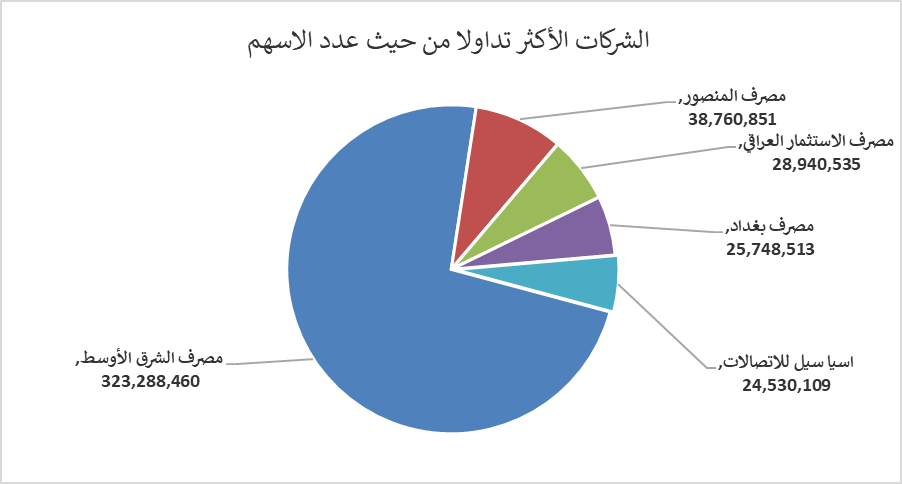 الشركات الأكثر تداولا من حيث عدد الاسهم
مصرف المنصور,
38,760,851
مصرف الاستثمار العراقي,
28,940,535
مصرف بغداد,
25,748,513
اسيا سيل للاتصالات,
24,530,109
مصرف الشرق الأوسط,
323,288,460